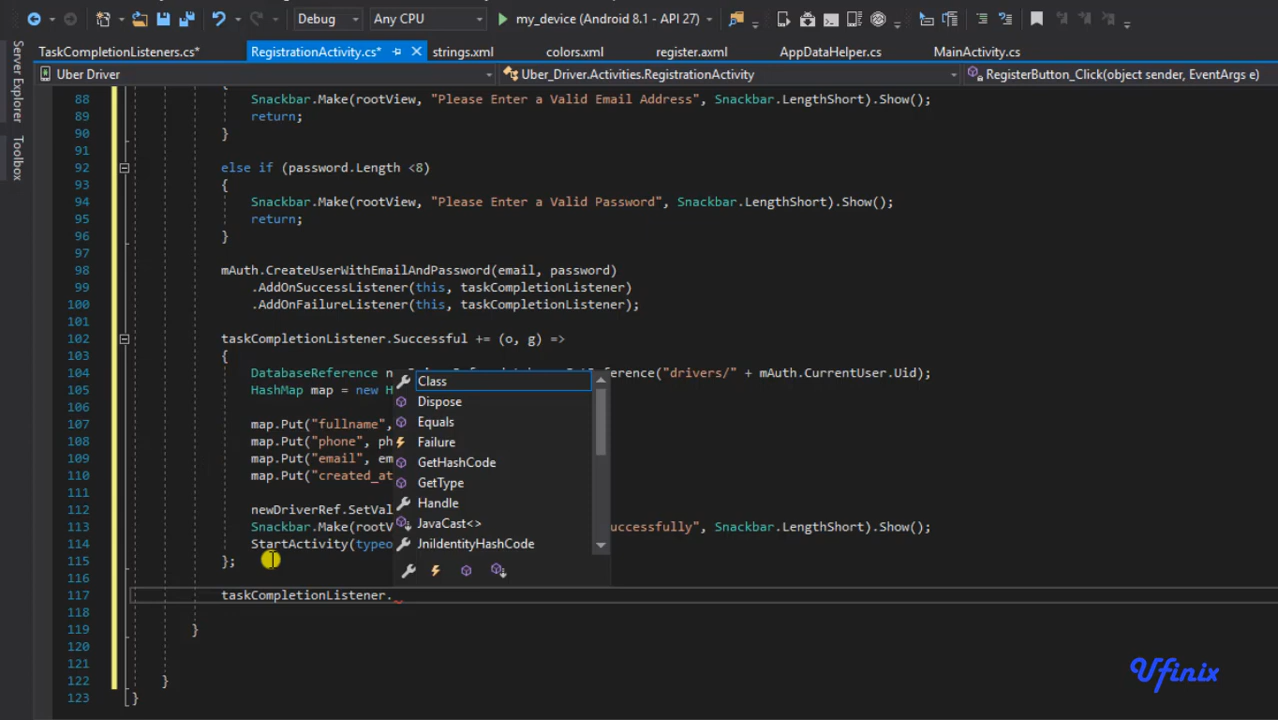 Debug Any CPU my_device (Android 8.1 - API 27)
TaskCompletionListeners.cs* RegistrationActivity.cs* strings.xml colors.xml register.axml AppDataHelper.cs MainActivity.cs
Uber Driver Uber_Driver.Activities.RegistrationActivity RegisterButton_Click(object sender, EventArgs e)
Server Explorer
Toolbox
88 Snackbar.Make(rootView, "Please Enter a Valid Email Address", Snackbar.LengthShort).Show();
89 return;
90 }
91
92 else if (password.Length <8)
93 {
94 Snackbar.Make(rootView, "Please Enter a Valid Password", Snackbar.LengthShort).Show();
95 return;
96 }
97
98 mAuth.CreateUserWithEmailAndPassword(email, password)
99 .AddOnSuccessListener(this, taskCompletionListener)
100 .AddOnFailureListener(this, taskCompletionListener);
101
102 taskCompletionListener.Successful += (o, g) =>
103 {
104 DatabaseReference n Reference("drivers/" + mAuth.CurrentUser.Uid);
105 HashMap map = new H
106
107 map.Put("fullname",
108 map.Put("phone", ph
109 map.Put("email", em
110 map.Put("created_at
111
112 newDriverRef.SetVal
113 Snackbar.Make(rootV uccessfully", Snackbar.LengthShort).Show();
114 StartActivity(typeo
115 };
116
117 taskCompletionListener.
118
119 }
120
121
122 }
123 }
Class
Dispose
Equals
Failure
GetHashCode
GetType
Handle
JavaCast<>
JniIdentityHashCode
Ufinix